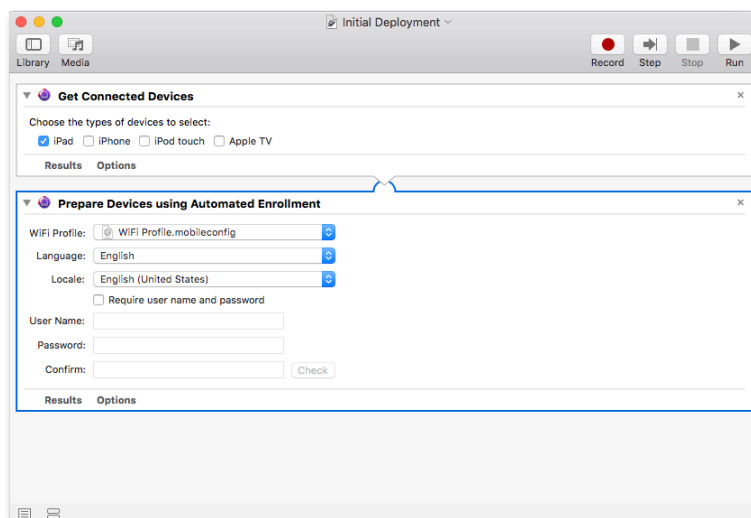 Initial Deployment
Library Media Record Step Stop Run
Get Connected Devices
Choose the types of devices to select:
iPad iPhone iPod touch Apple TV
Results Options
Prepare Devices using Automated Enrollment
WiFi Profile: WiFi Profile.mobileconfig
Language: English
Locale: English (United States)
Require user name and password
User Name:
Password:
Confirm: Check
Results Options